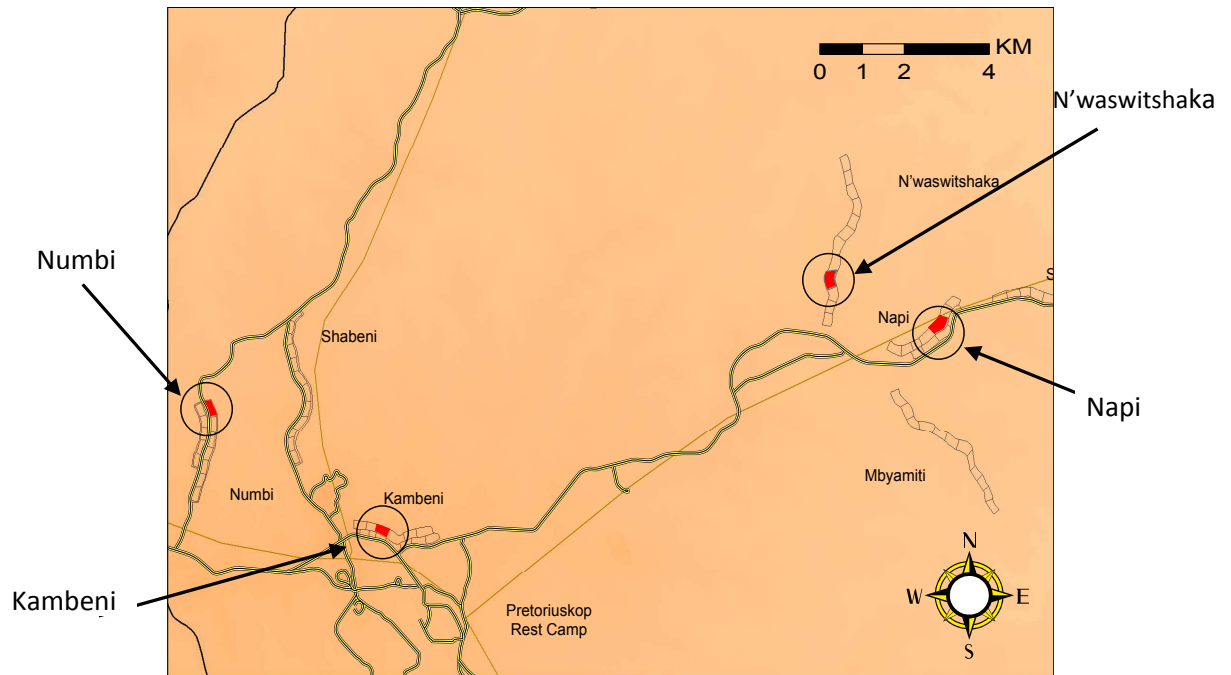 KM
0 1 2 4
N'waswitshaka
N'waswitshaka
Numbi
S
Napi
Shabeni
Napi
Mbyamiti
Numbi
Kambeni
N
W E
S
Kambeni
Pretoriuskop
Rest Camp